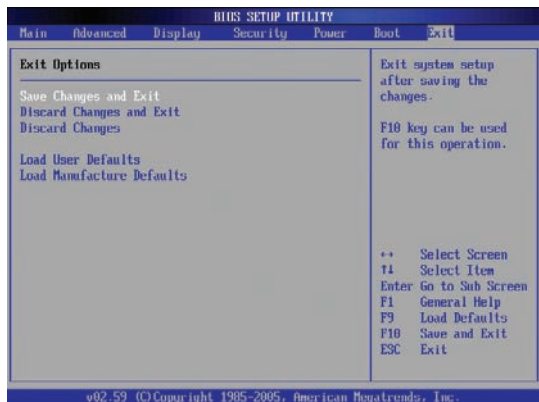 BIOS SETUP UTILITY
Main Advanced Display Security Power Boot Exit
Exit Options
Save Changes and Exit
Discard Changes and Exit
Discard Changes
Load User Defaults
Load Manufacture Defaults
Exit system setup
after saving the
changes.
F10 key can be used
for this operation.
↔ Select Screen
↑↓ Select Item
Enter Go to Sub Screen
F1 General Help
F9 Load Defaults
F10 Save and Exit
ESC Exit
v02.59 (C)Copyright 1985-2005, American Megatrends, Inc.